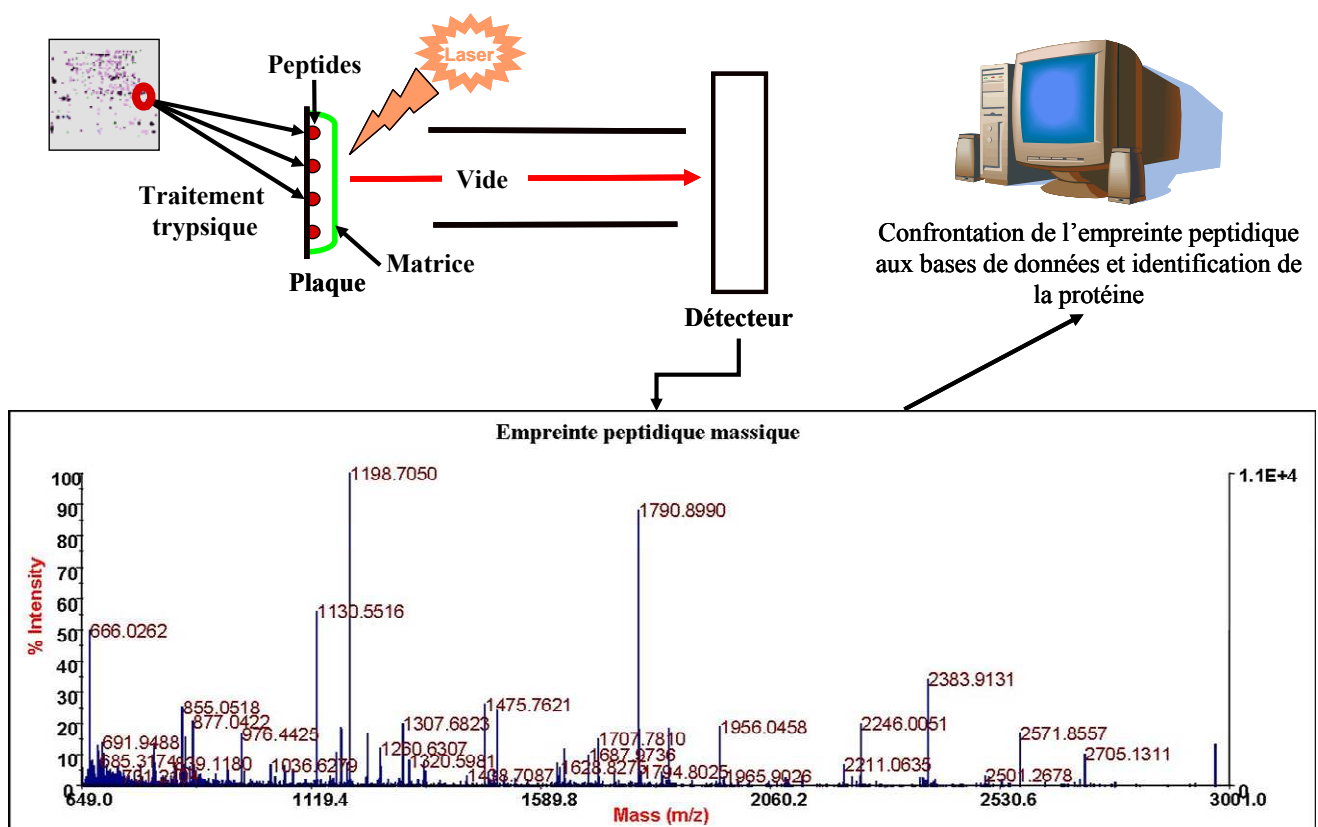 Laser
Peptides
Traitement
trypsique
Vide
Matrice
Plaque
Détecteur
Confrontation de l’empreinte peptidique
aux bases de données et identification de
la protéine
Empreinte peptidique massique
% Intensity
100
90
80
70
60
50
40
30
20
10
0
1.1E+4
0
1198.7050
1790.8990
1130.5516
666.0262
2383.9131
855.0518
877.0422
976.4425
691.9488
1307.6823
1475.7621
1260.6307
1320.5981
1036.6279
1438.7087
1707.7810
1687.9736
1628.8275
1794.8025
1956.0458
1965.9026
2246.0051
2211.0635
2571.8557
2705.1311
2501.2678
649.0
1119.4
1589.8
2060.2
2530.6
3001.0
Mass (m/z)